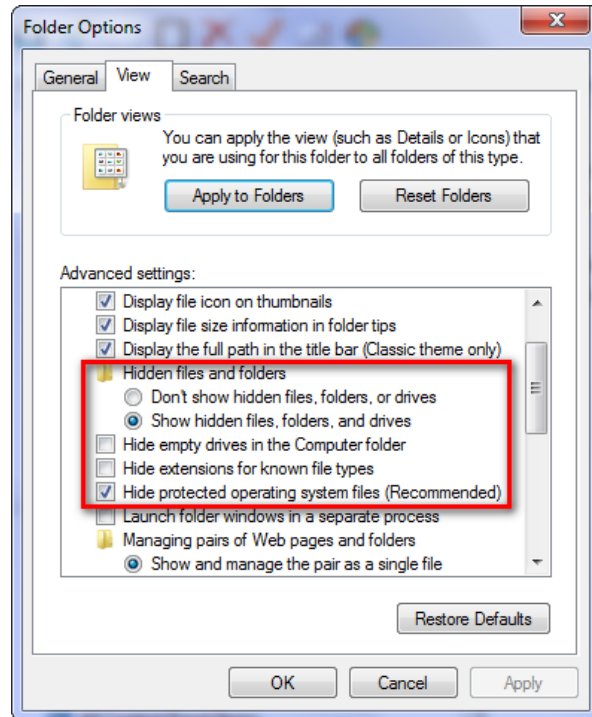 Folder Options
General View Search
Folder views
You can apply the view (such as Details or Icons) that
you are using for this folder to all folders of this type.
Apply to Folders Reset Folders
Advanced settings:
Display file icon on thumbnails
Display file size information in folder tips
Display the full path in the title bar (Classic theme only)
Hidden files and folders
Don't show hidden files, folders, or drives
Show hidden files, folders, and drives
Hide empty drives in the Computer folder
Hide extensions for known file types
Hide protected operating system files (Recommended)
Launch folder windows in a separate process
Managing pairs of Web pages and folders
Show and manage the pair as a single file
Restore Defaults
OK Cancel Apply